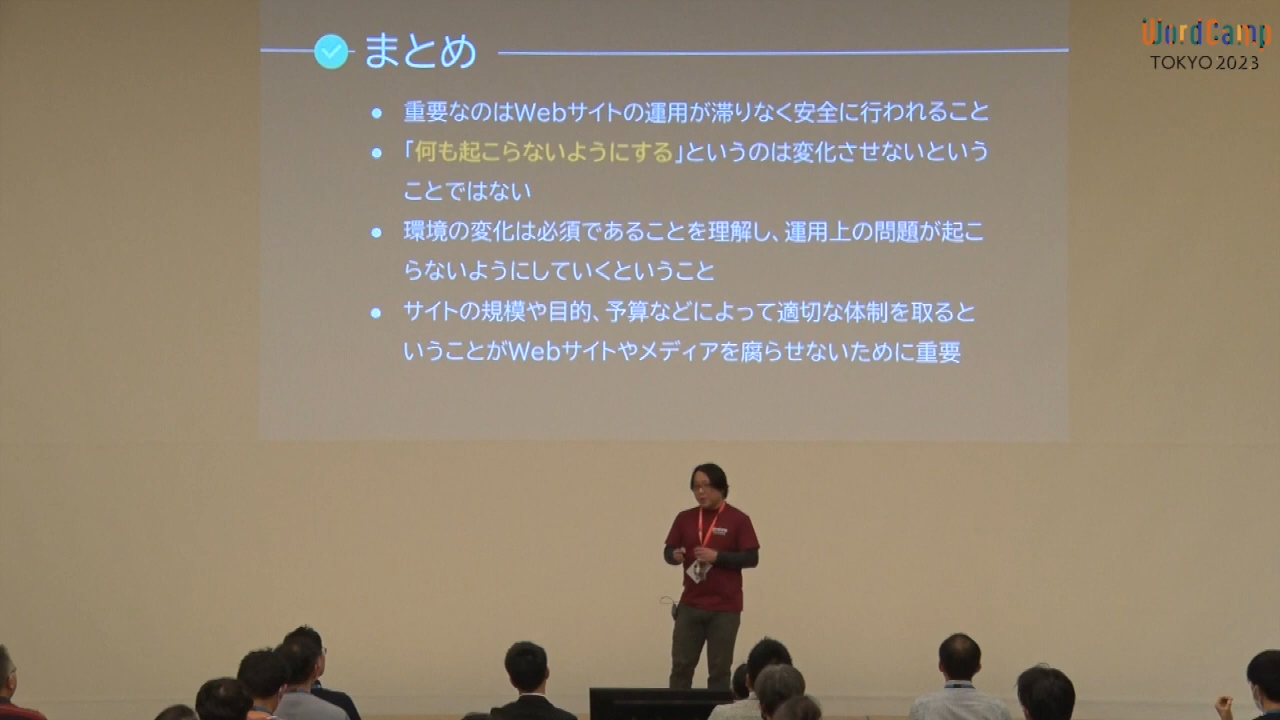 まとめ
WordCamp
TOKYO 2023
● 重要なのはWebサイトの運用が滞りなく安全に行われること
● 「何も起こらないようにする」というのは変化させないという
ことではない
● 環境の変化は必須であることを理解し、運用上の問題が起こ
らないようにしていくということ
● サイトの規模や目的、予算などによって適切な体制を取ると
いうことがWebサイトやメディアを腐らせないために重要